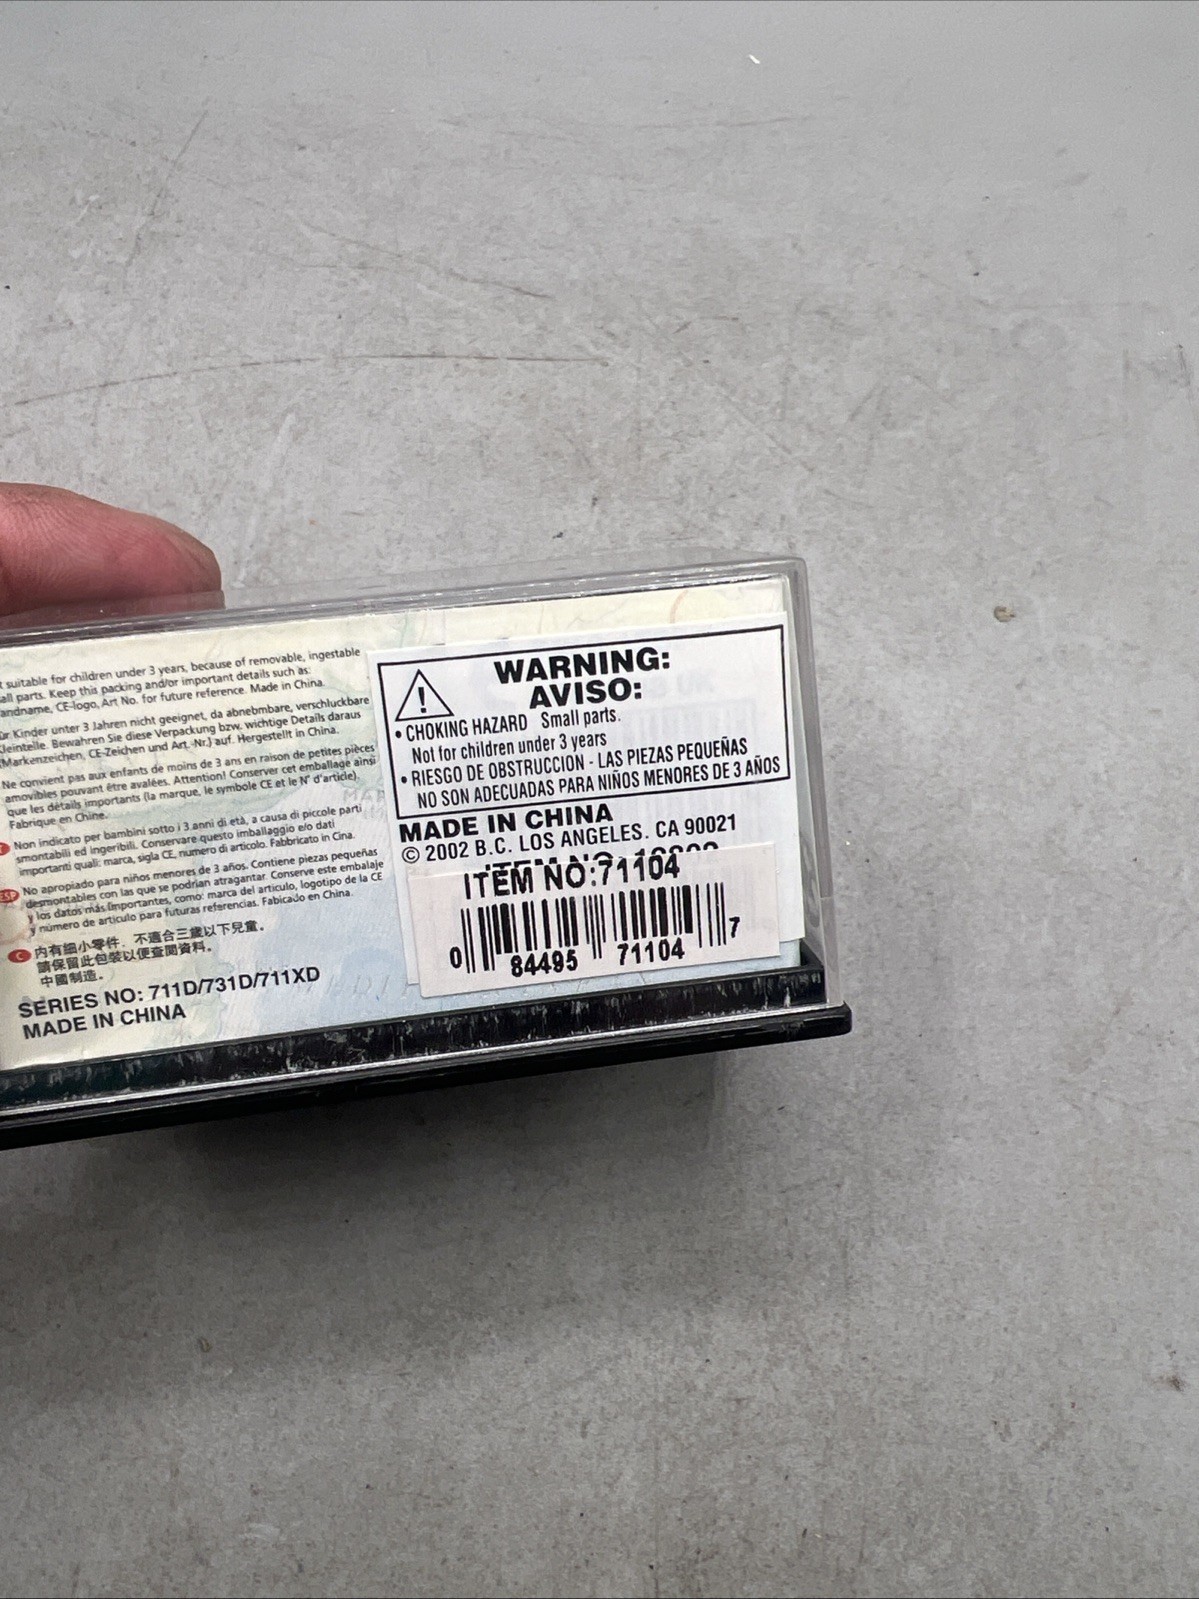 suitable for children under 3 years, because of removable, ingestable
parts. Keep this packing and/or important details such as:
CE-logo, Art No. for future reference. Made in China.
Kinder unter 3 Jahren nicht geeignet, da abnebmbare, verschluckbare
Bewahren Sie diese Verpackung bzw. wichtige Details daraus
(Markenzeichen, CE-Zeichen und Art.-Nr.) auf. Hergestellt in China.
Ne convient pas aux enfants de moins de 3 ans en raison de petites pièces
amovibles pouvant être avalées. Attention! Conserver cet emballage ainsi
que les détails importants (la marque, le symbole CE et le N° d'article).
Fabrique en Chine.
Non indicato per bambini sotto i 3 anni di età, a causa di piccole parti
smontabili ed ingeribili. Conservare questo imballaggio e/o dati
importanti quali: marca, sigla CE, numero di articolo. Fabbricato in Cina.
ESP No apropiado para niños menores de 3 años. Contiene piezas pequeñas
desmontables con las que se podrian atragantar. Conserve este embalaje
y los datos más importantes, como: marca del articulo, logotipo de la CE
y número de articulo para futuras referencias. Fabicado en China.
C 内有細小零件，不適合三歲以下兒童。
請保留此包裝以便查閱資料。
中國制造。
SERIES NO: 711D/731D/711XD
MADE IN CHINA
WARNING:
AVISO:
• CHOKING HAZARD Small parts.
Not for children under 3 years
• RIESGO DE OBSTRUCCION - LAS PIEZAS PEQUEÑAS
NO SON ADECUADAS PARA NIÑOS MENORES DE 3 AÑOS
MADE IN CHINA
© 2002 B.C. LOS ANGELES. CA 90021
ITEM NO:71104
0 84495 71104 7